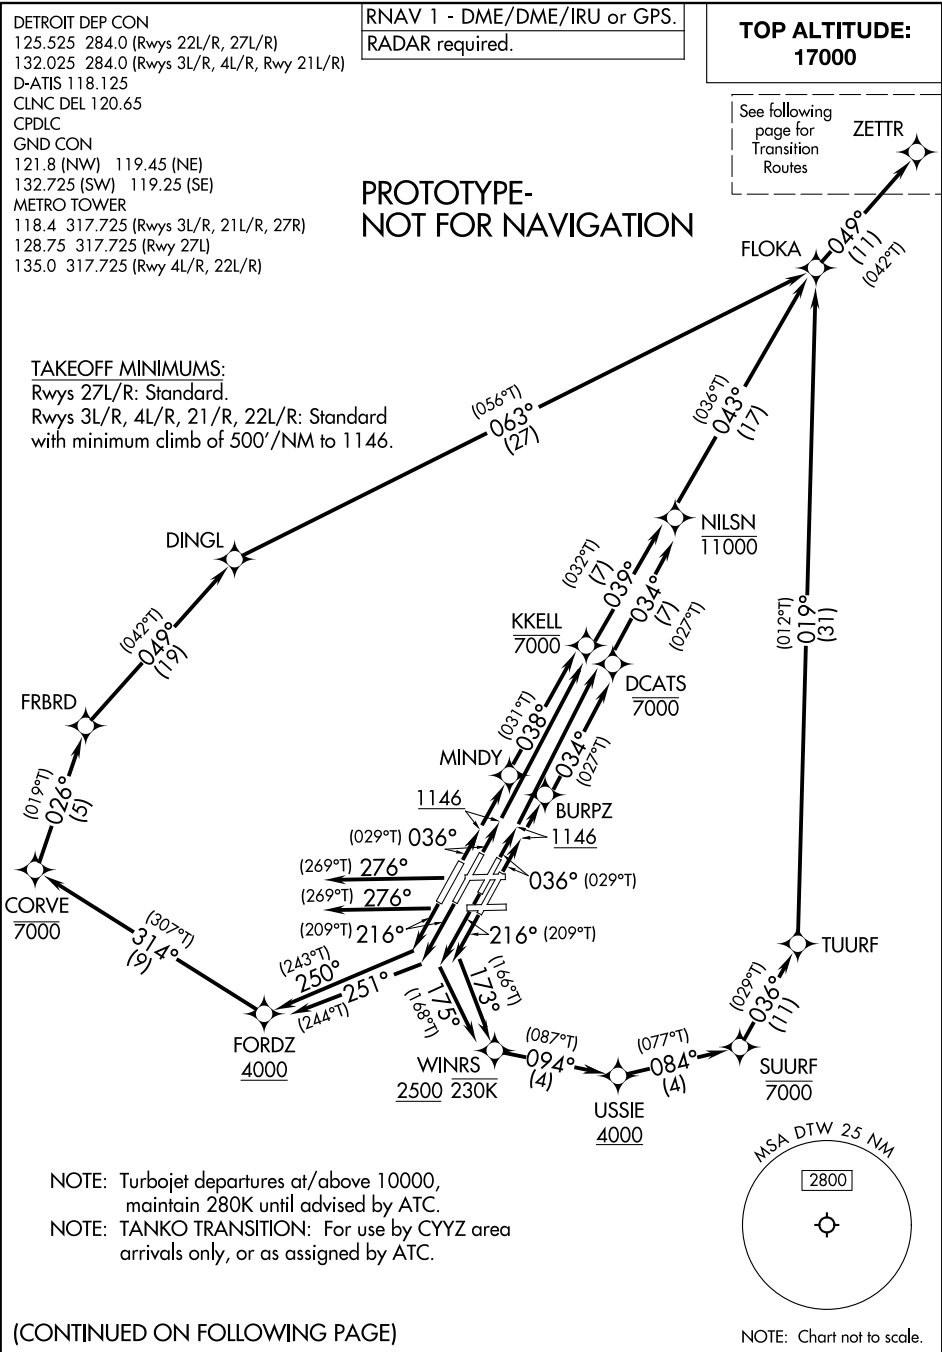 DETROIT DEP CON
125.525 284.0 (Rwys 22L/R, 27L/R)
132.025 284.0 (Rwys 3L/R, 4L/R, Rwy 21L/R)
D-ATIS 118.125
CLNC DEL 120.65
CPDLC
GND CON
121.8 (NW) 119.45 (NE)
132.725 (SW) 119.25 (SE)
METRO TOWER
118.4 317.725 (Rwys 3L/R, 21L/R, 27R)
128.75 317.725 (Rwy 27L)
135.0 317.725 (Rwy 4L/R, 22L/R)
RNAV 1 - DME/DME/IRU or GPS.
RADAR required.
TOP ALTITUDE:
17000
See following
page for
Transition
Routes
ZETTR
PROTOTYPE-
NOT FOR NAVIGATION
FLOKA
049°
(11)
(042°T)
TAKEOFF MINIMUMS:
Rwys 27L/R: Standard.
Rwys 3L/R, 4L/R, 21/R, 22L/R: Standard
with minimum climb of 500'/NM to 1146.
(056°T)
063°
(27)
(036°T)
043°
(17)
DINGL
NILSN
11000
(032°T)
039°
(7)
034°
(7)
(027°T)
(012°T)
019°
(31)
(042°T)
049°
(19)
KKELL
7000
DCATS
7000
FRBRD
(031°T)
038°
034°
(027°T)
MINDY
BURPZ
(019°T)
026°
(5)
1146
1146
(029°T) 036°
036° (029°T)
(269°T) 276°
(269°T) 276°
CORVE
7000
(307°T)
314°
(9)
(209°T) 216°
216° (209°T)
(243°T)
250°
251°
(244°T)
175°
(168°T)
173°
(166°T)
TUURF
(029°T)
036°
(11)
FORDZ
4000
WINRS
2500 230K
(087°T)
094°
(4)
(077°T)
084°
(4)
USSIE
4000
SUURF
7000
MSA DTW 25 NM
2800
NOTE: Turbojet departures at/above 10000,
maintain 280K until advised by ATC.
NOTE: TANKO TRANSITION: For use by CYYZ area
arrivals only, or as assigned by ATC.
(CONTINUED ON FOLLOWING PAGE)
NOTE: Chart not to scale.